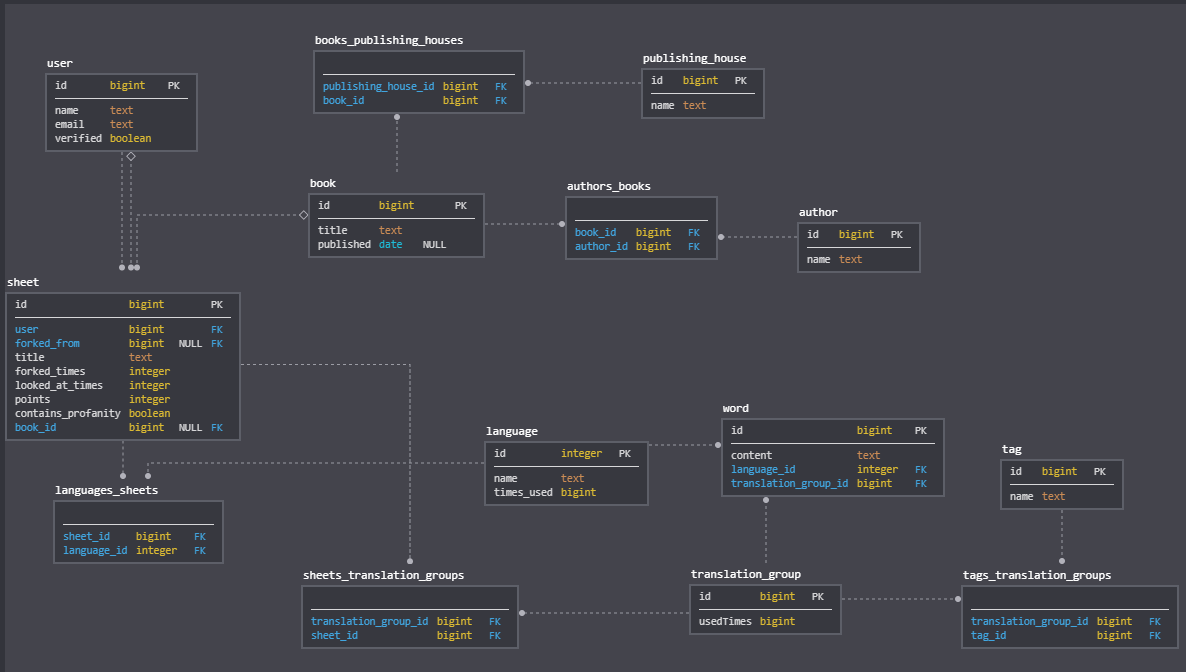 books_publishing_houses
publishing_house_id bigint FK
book_id bigint FK
publishing_house
id bigint PK
name text
user
id bigint PK
name text
email text
verified boolean
book
id bigint PK
title text
published date NULL
authors_books
book_id bigint FK
author_id bigint FK
author
id bigint PK
name text
sheet
id bigint PK
user bigint FK
forked_from bigint NULL FK
title text
forked_times integer
looked_at_times integer
points integer
contains_profanity boolean
book_id bigint NULL FK
language
id integer PK
name text
times_used bigint
word
id bigint PK
content text
language_id integer FK
translation_group_id bigint FK
tag
id bigint PK
name text
languages_sheets
sheet_id bigint FK
language_id integer FK
sheets_translation_groups
translation_group_id bigint FK
sheet_id bigint FK
translation_group
id bigint PK
usedTimes bigint
tags_translation_groups
translation_group_id bigint FK
tag_id bigint FK